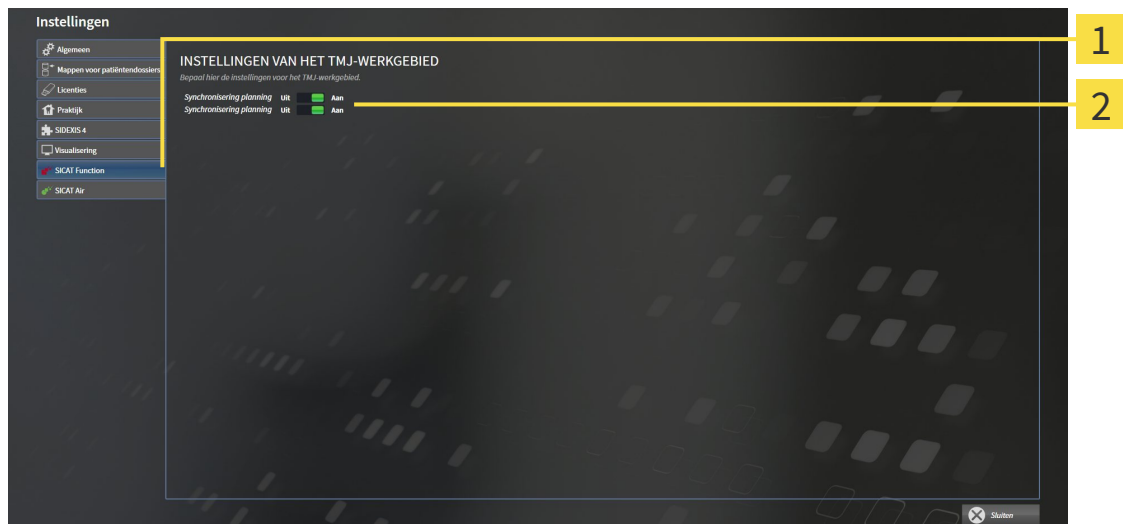 Instellingen
Algemeen
Mappen voor patiëntendossiers
Licenties
Praktijk
SIDEXIS 4
Visualisering
SICAT Function
SICAT Air
INSTELLINGEN VAN HET TMJ-WERKGEBIED
Bepaal hier de instellingen voor het TMJ-werkgebied.
Synchronisering planning Uit Aan
Synchronisering planning Uit Aan
1
2
Sluiten